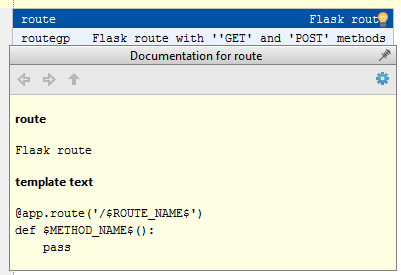 route Flask route
routegp Flask route with ''GET' and 'POST' methods
Documentation for route
route
Flask route
template text
@app.route('/$ROUTE_NAME$')
def $METHOD_NAME$():
    pass